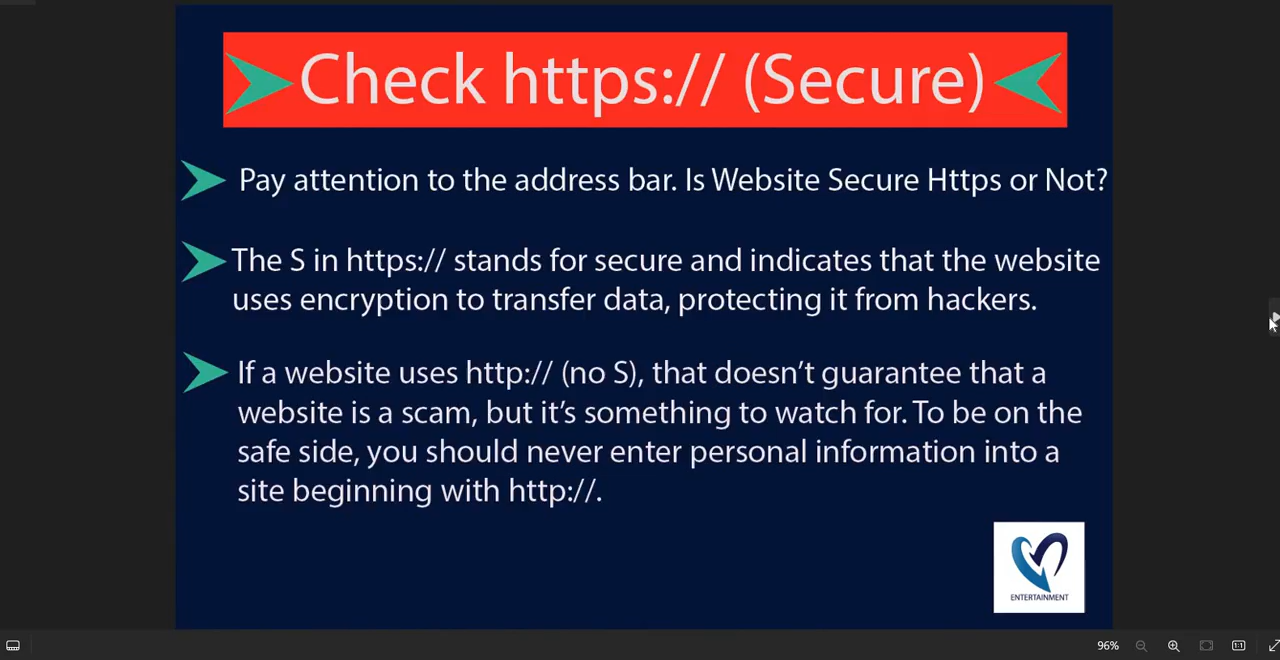 Check https:// (Secure)
Pay attention to the address bar. Is Website Secure Https or Not?
The S in https:// stands for secure and indicates that the website
uses encryption to transfer data, protecting it from hackers.
If a website uses http:// (no S), that doesn’t guarantee that a
website is a scam, but it’s something to watch for. To be on the
safe side, you should never enter personal information into a
site beginning with http://.
ENTERTAINMENT
96%
1:1